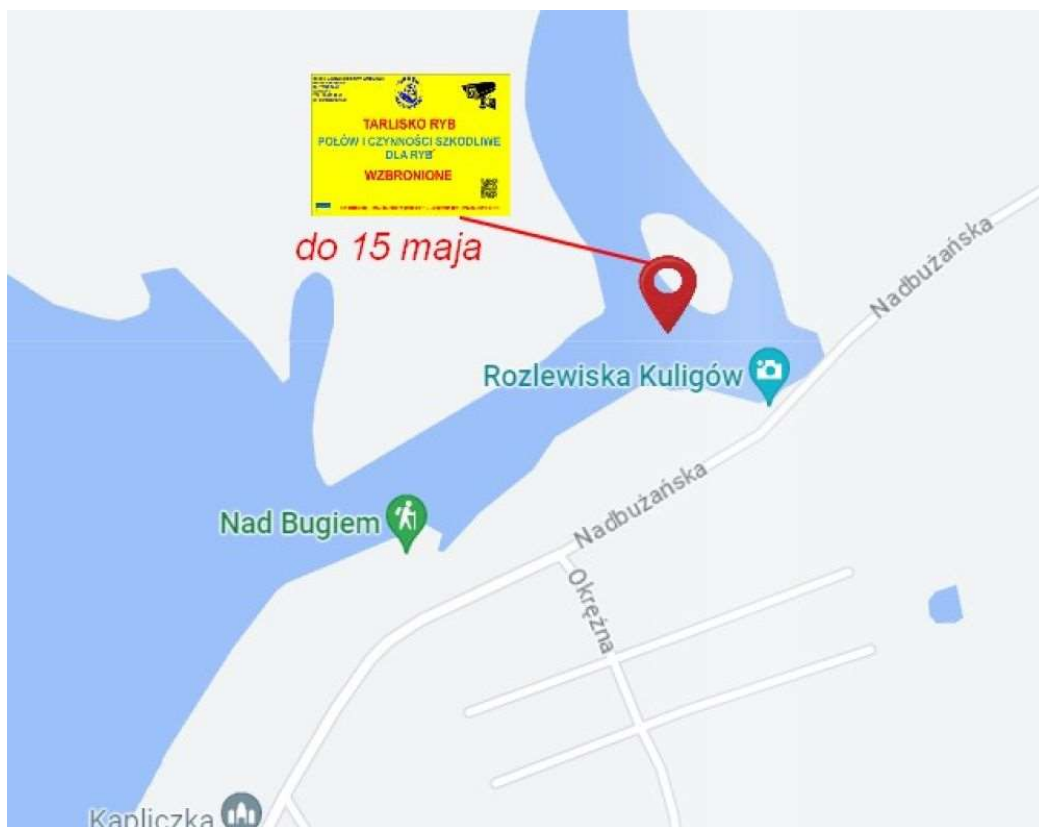 TARLISKO RYB
POŁÓW I CZYNNOŚCI SZKODLIWE
DLA RYB
WZBRONIONE
do 15 maja
Nadbużańska
Rozlewiska Kuligów
Nadbużańska
Nad Bugiem
Okrężna
Kapliczka